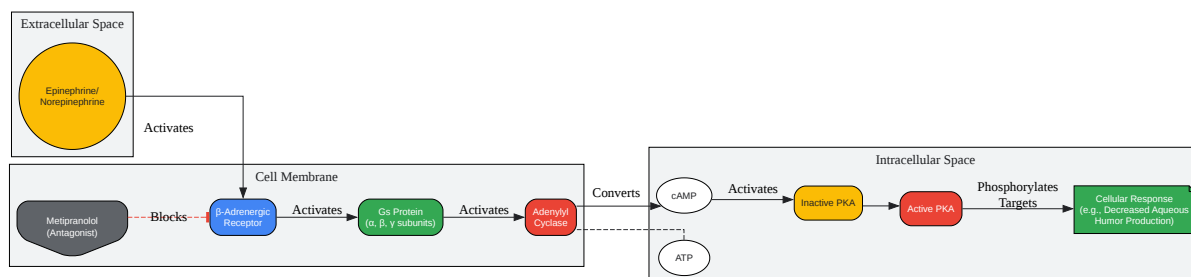 Extracellular Space
Epinephrine/
Norepinephrine
Activates
Cell Membrane
Metipranolol
(Antagonist)
Blocks
β-Adrenergic
Receptor
Activates
Gs Protein
(α, β, γ subunits)
Activates
Adenylyl
Cyclase
Converts
Intracellular Space
cAMP
ATP
Activates
Inactive PKA
Active PKA
Phosphorylates
Targets
Cellular Response
(e.g., Decreased Aqueous
Humor Production)